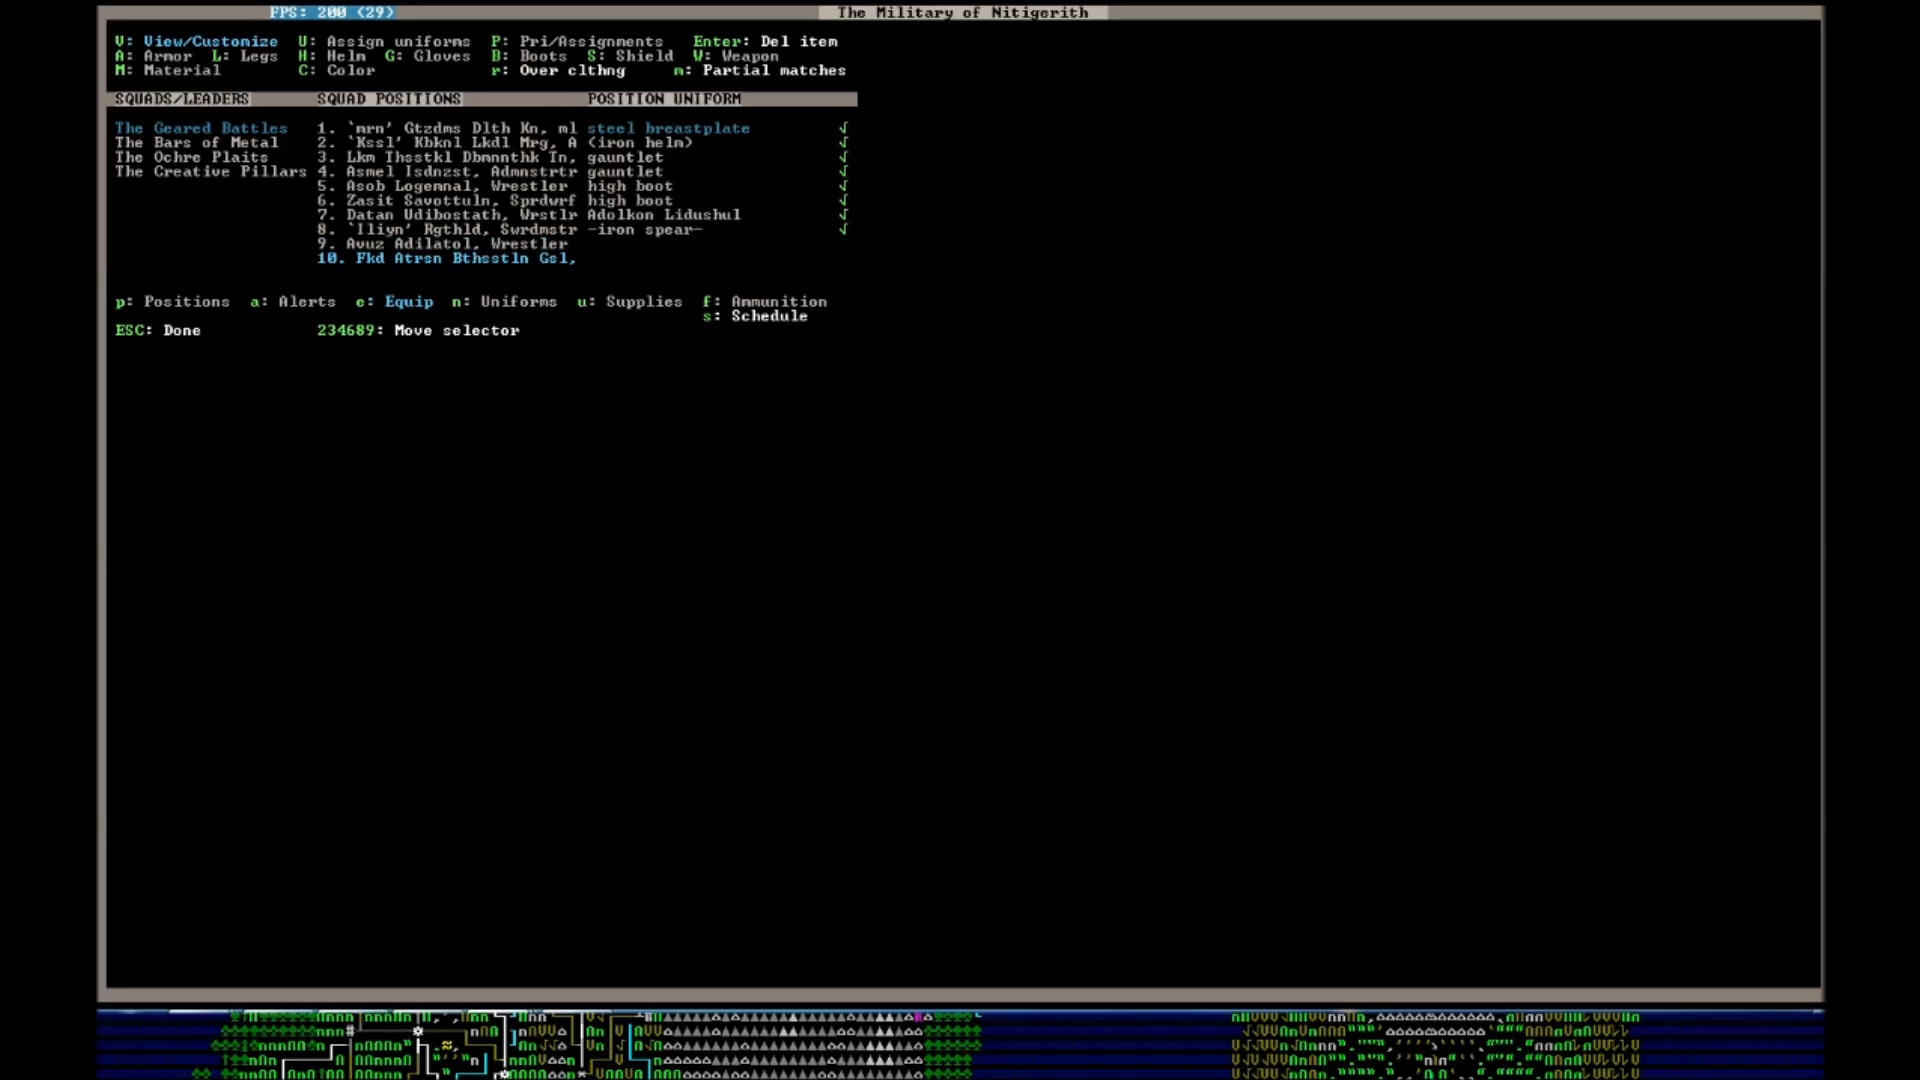 FPS: 200 (29)
The Military of Nitigerith
V: View/Customize U: Assign uniforms P: Pri/Assignments Enter: Del item
A: Armor L: Legs H: Helm G: Gloves B: Boots S: Shield W: Weapon
M: Material C: Color r: Over clthng m: Partial matches
SQUADS/LEADERS SQUAD POSITIONS POSITION UNIFORM
The Geared Battles 1. `mrn' Gtzdms Dlth Kn, ml steel breastplate √
The Bars of Metal 2. `Kssl' Kbknl Lkdl Mrg, A (iron helm) √
The Ochre Plaits 3. Lkm Thsstkl Dbmnnthk In, gauntlet √
The Creative Pillars 4. Asmel Isdnzst, Admnstrtr gauntlet √
5. Asob Logemnal, Wrestler high boot √
6. Zasit Savottuln, Sprdwrf high boot √
7. Datan Udibostath, Wrstlr Adolkon Lidushul √
8. `Iliyn' Rgthld, Swrdmstr -iron spear- √
9. Avuz Adilatol, Wrestler
10. Fkd Atrsn Bthsstln Gsl,
p: Positions a: Alerts e: Equip n: Uniforms u: Supplies f: Ammunition
s: Schedule
ESC: Done 234689: Move selector